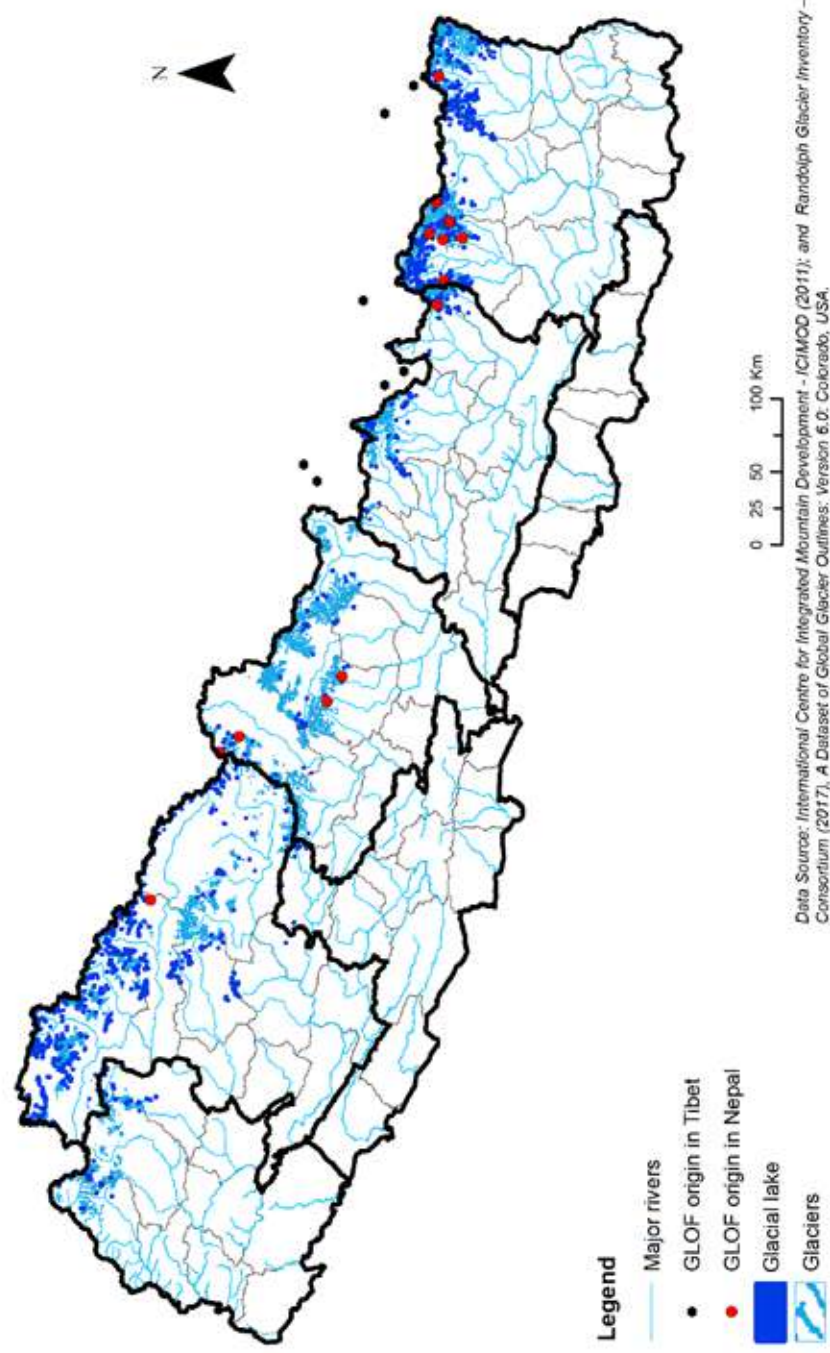 N
Legend
Major rivers
GLOF origin in Tibet
GLOF origin in Nepal
Glacial lake
Glaciers
0 25 50 100 Km
Data Source: International Centre for Integrated Mountain Development - ICIMOD (2011); and Randolph Glacier Inventory -
Consortium (2017), A Dataset of Global Glacier Outlines: Version 6.0: Colorado, USA.